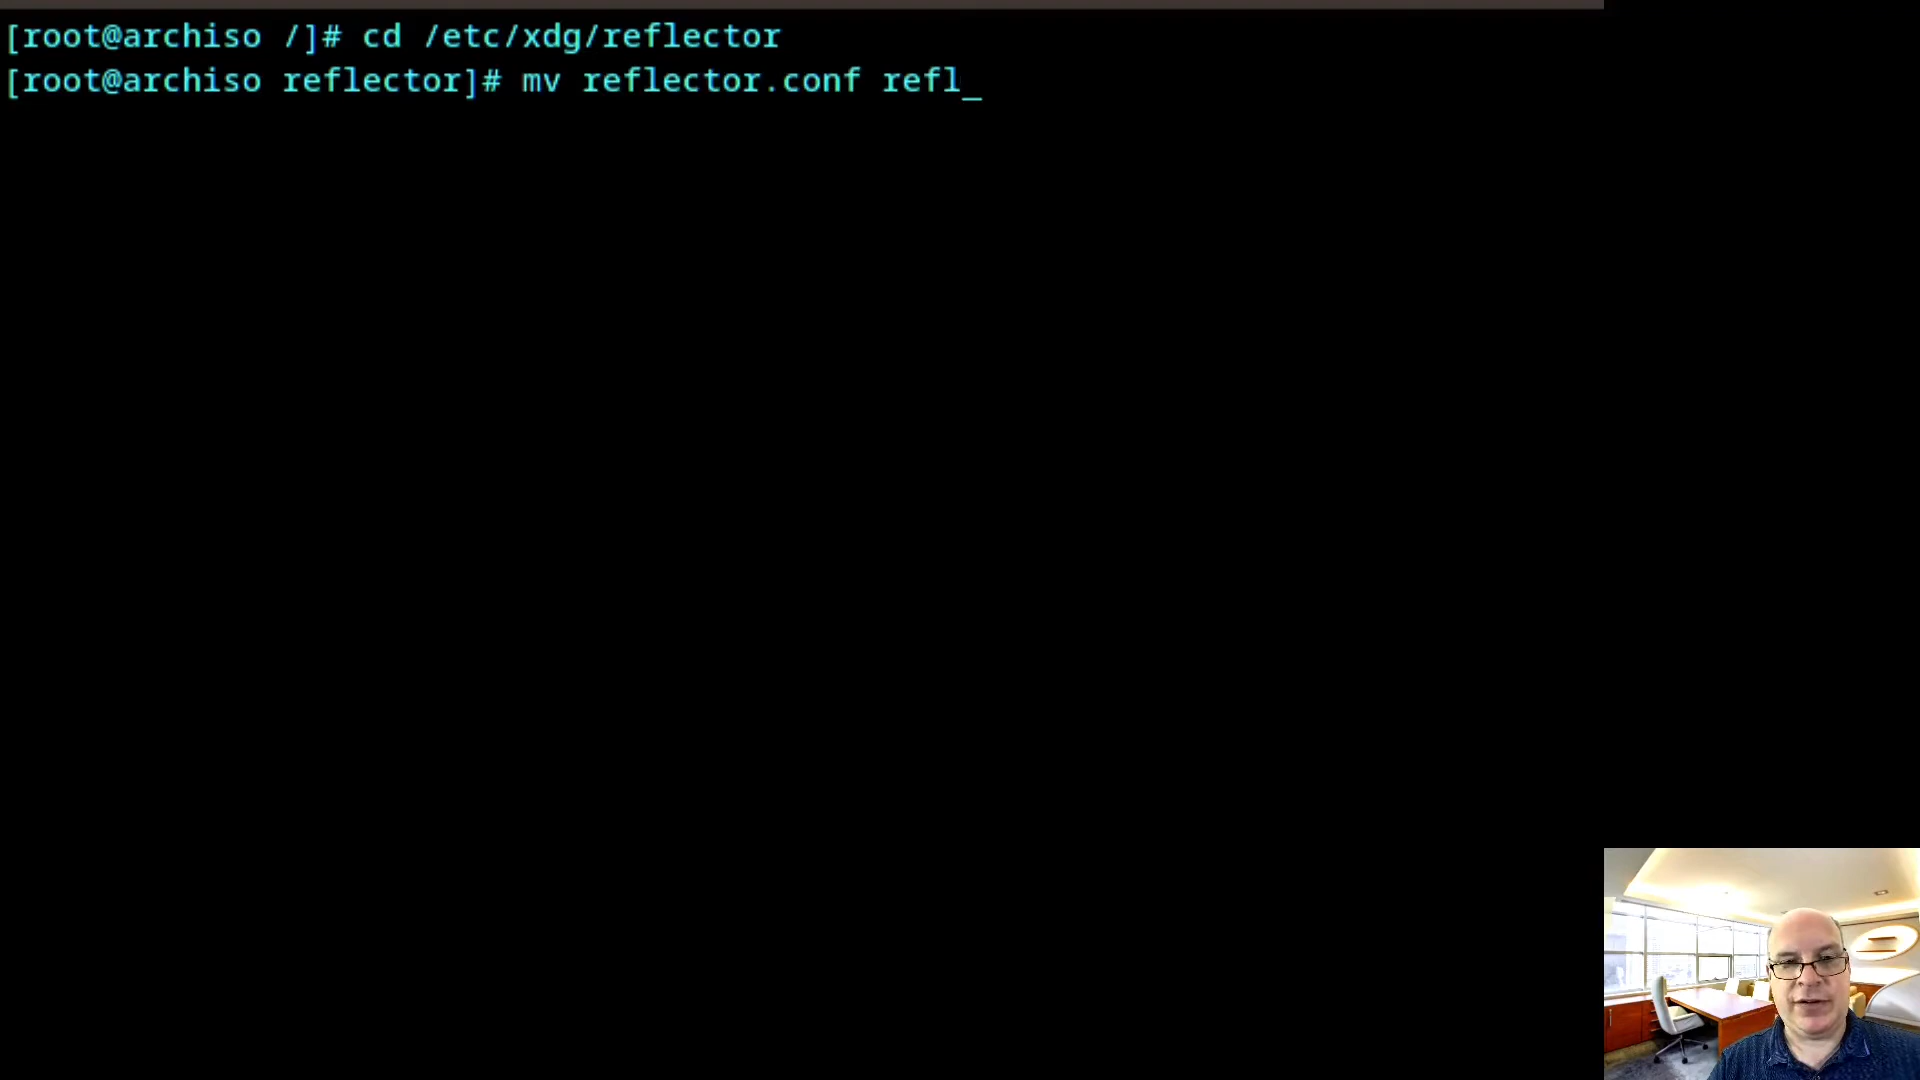 [root@archiso /]# cd /etc/xdg/reflector
[root@archiso reflector]# mv reflector.conf refl_